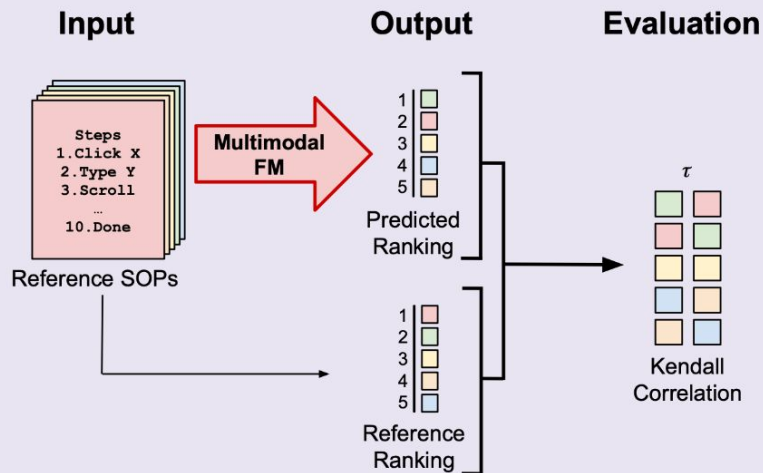 Input
Output
Evaluation
Steps
1.Click X
2.Type Y
3.Scroll
…
10.Done
Reference SOPs
Multimodal
FM
1
2
3
4
5
Predicted
Ranking
1
2
3
4
5
Reference
Ranking
τ
Kendall
Correlation